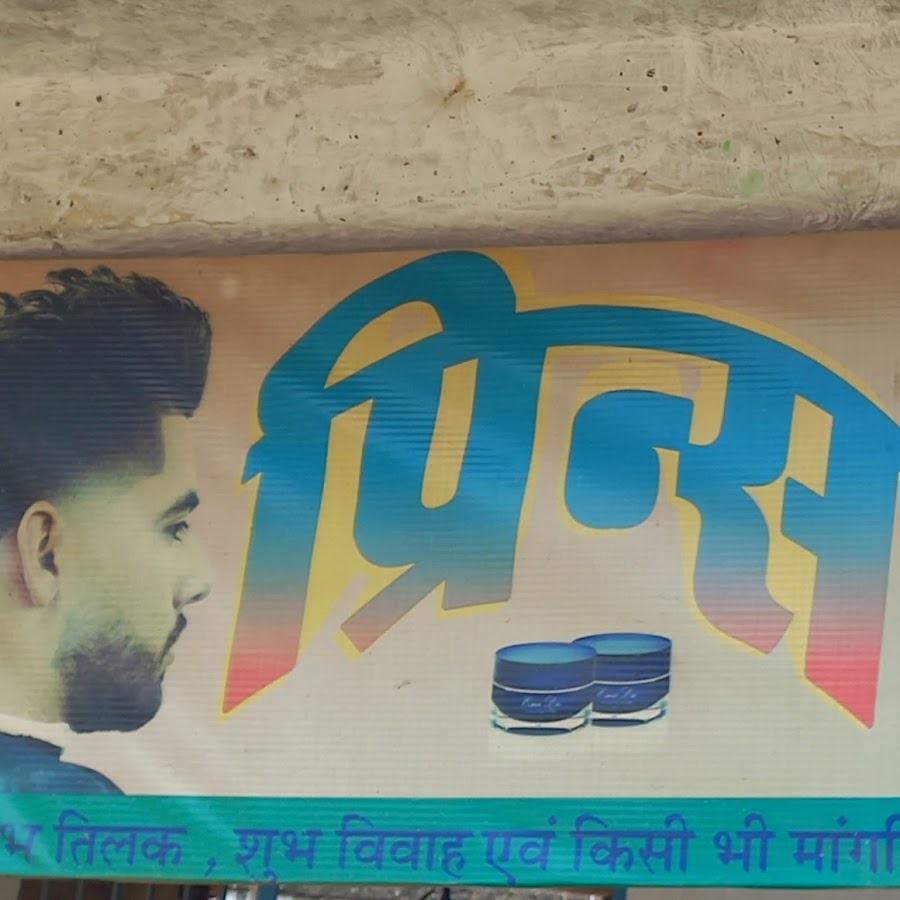 प्रिन्स
तिलक , शुभ विवाह एवं किसी भी